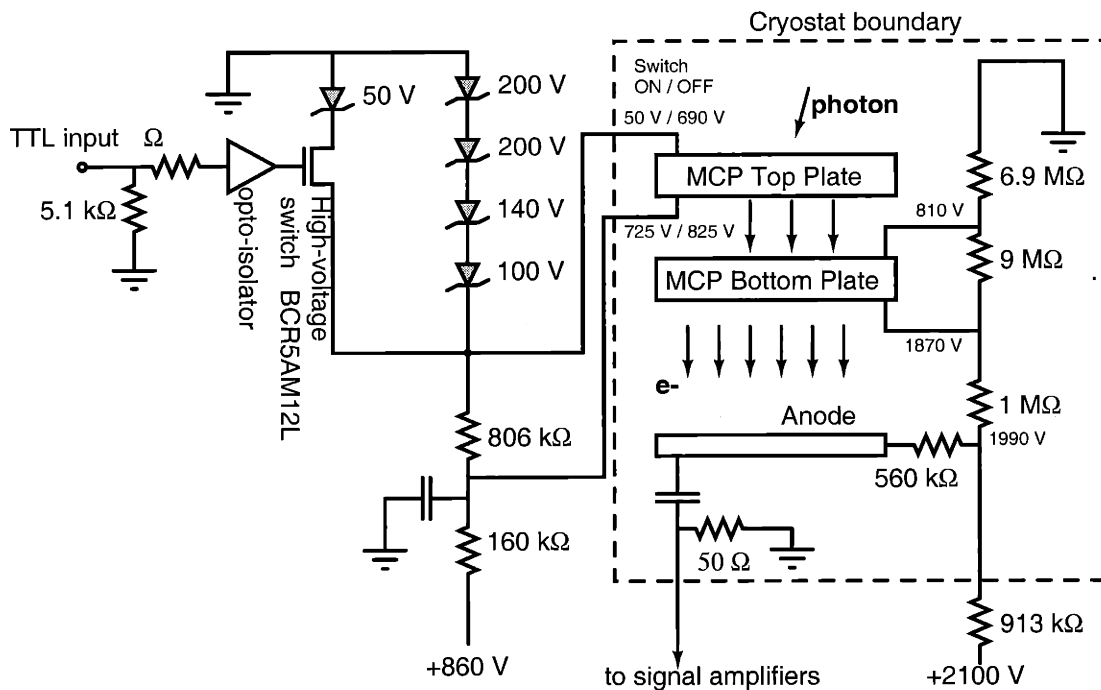 Cryostat boundary
Switch
ON / OFF
50 V / 690 V
photon
50 V
200 V
200 V
140 V
100 V
TTL input
Ω
5.1 kΩ
opto-isolator
High-voltage
switch BCR5AM12L
MCP Top Plate
725 V / 825 V
810 V
6.9 MΩ
9 MΩ
MCP Bottom Plate
1870 V
e-
Anode
1 MΩ
1990 V
560 kΩ
806 kΩ
160 kΩ
50 Ω
913 kΩ
+860 V
to signal amplifiers
+2100 V